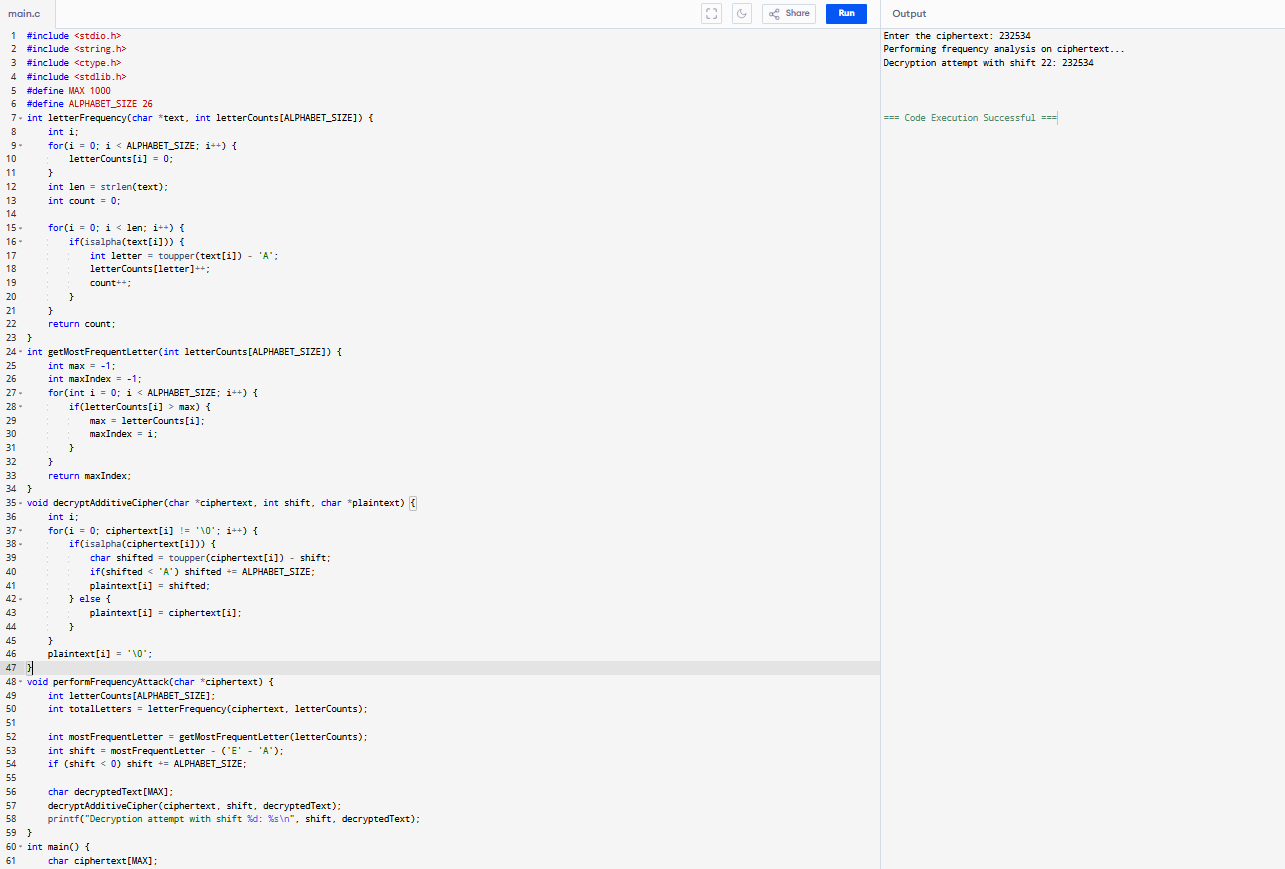 main.c
Share
Run
Output
1 #include <stdio.h>
2 #include <string.h>
3 #include <ctype.h>
4 #include <stdlib.h>
5 #define MAX 1000
6 #define ALPHABET_SIZE 26
7 int letterFrequency(char *text, int letterCounts[ALPHABET_SIZE]) {
8     int i;
9     for(i = 0; i < ALPHABET_SIZE; i++) {
10         letterCounts[i] = 0;
11     }
12     int len = strlen(text);
13     int count = 0;
14
15     for(i = 0; i < len; i++) {
16         if(isalpha(text[i])) {
17             int letter = toupper(text[i]) - 'A';
18             letterCounts[letter]++;
19             count++;
20         }
21     }
22     return count;
23 }
24 int getMostFrequentLetter(int letterCounts[ALPHABET_SIZE]) {
25     int max = -1;
26     int maxIndex = -1;
27     for(int i = 0; i < ALPHABET_SIZE; i++) {
28         if(letterCounts[i] > max) {
29             max = letterCounts[i];
30             maxIndex = i;
31         }
32     }
33     return maxIndex;
34 }
35 void decryptAdditiveCipher(char *ciphertext, int shift, char *plaintext) {
36     int i;
37     for(i = 0; ciphertext[i] != '\0'; i++) {
38         if(isalpha(ciphertext[i])) {
39             char shifted = toupper(ciphertext[i]) - shift;
40             if(shifted < 'A') shifted += ALPHABET_SIZE;
41             plaintext[i] = shifted;
42         } else {
43             plaintext[i] = ciphertext[i];
44         }
45     }
46     plaintext[i] = '\0';
47 }
48 void performFrequencyAttack(char *ciphertext) {
49     int letterCounts[ALPHABET_SIZE];
50     int totalLetters = letterFrequency(ciphertext, letterCounts);
51
52     int mostFrequentLetter = getMostFrequentLetter(letterCounts);
53     int shift = mostFrequentLetter - ('E' - 'A');
54     if (shift < 0) shift += ALPHABET_SIZE;
55
56     char decryptedText[MAX];
57     decryptAdditiveCipher(ciphertext, shift, decryptedText);
58     printf("Decryption attempt with shift %d: %s\n", shift, decryptedText);
59 }
60 int main() {
61     char ciphertext[MAX];
Enter the ciphertext: 232534
Performing frequency analysis on ciphertext...
Decryption attempt with shift 22: 232534
=== Code Execution Successful ===